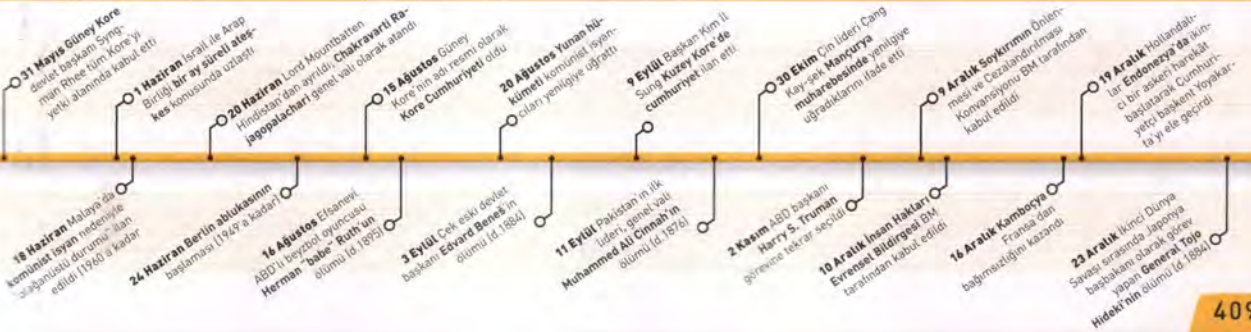 31 Mayıs Güney Kore
devlet başkanı Syng-
man Rhee tüm Kore'yi
yetki alanında kabul etti
1 Haziran İsrail ile Arap
Birliği bir ay süreli ateş-
kes konusunda uzlaştı
20 Haziran Lord Mountbatten
Hindistan'dan ayrıldı, Chakravarti Ra-
jagopalachari genel vali olarak atandı
15 Ağustos Güney
Kore'nin adı resmi olarak
Kore Cumhuriyeti oldu
20 Ağustos Yunan hü-
kümeti komünist isyan-
cıları yenilgiye uğrattı
9 Eylül Başkan Kim Il
Sung Kuzey Kore'de
cumhuriyet ilan etti
30 Ekim Çin lideri Çang
Kay-şek Mançurya
muharebesinde yenilgiye
uğradıklarını ifade etti
9 Aralık Soykırımın Önlen-
mesi ve Cezalandırılması
Konvansiyonu BM tarafından
kabul edildi
19 Aralık Hollandalı-
lar Endonezya'da ikin-
ci bir askeri harekât
başlatarak Cumhuri-
yetçi başkent Yoyakar-
ta'yı ele geçirdi
18 Haziran Malaya'da
komünist isyan nedeniyle
olağanüstü durumu" ilan
edildi (1960'a kadar
24 Haziran Berlin ablukasının
başlaması (1949'a kadar)
16 Ağustos Efsanevi
ABD'li beyzbol oyuncusu
Herman "babe" Ruth'un
ölümü (d.1895)
3 Eylül Çek eski devlet
başkanı Edvard Beneš'in
ölümü (d.1884)
11 Eylül Pakistan'ın ilk
lideri, genel vali
Muhammed Ali Cinnah'ın
ölümü (d.1876)
2 Kasım ABD başkanı
Harry S. Truman
görevine tekrar seçildi
10 Aralık İnsan Hakları
Evrensel Bildirgesi BM
tarafından kabul edildi
16 Aralık Kamboçya
Fransa'dan
bağımsızlığını kazandı
23 Aralık İkinci Dünya
Savaşı sırasında Japonya
başbakanı olarak görev
yapan General Tojo
Hideki'nin ölümü (d.1884)
409